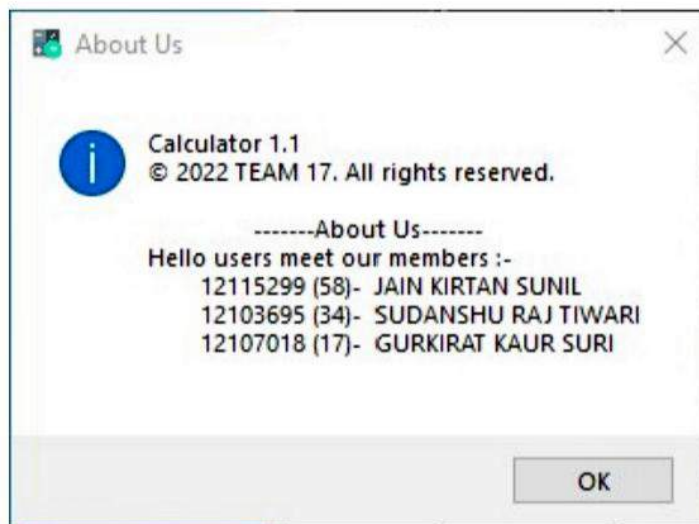 About Us
Calculator 1.1
© 2022 TEAM 17. All rights reserved.
-------About Us-------
Hello users meet our members :-
12115299 (58)- JAIN KIRTAN SUNIL
12103695 (34)- SUDANSHU RAJ TIWARI
12107018 (17)- GURKIRAT KAUR SURI
OK